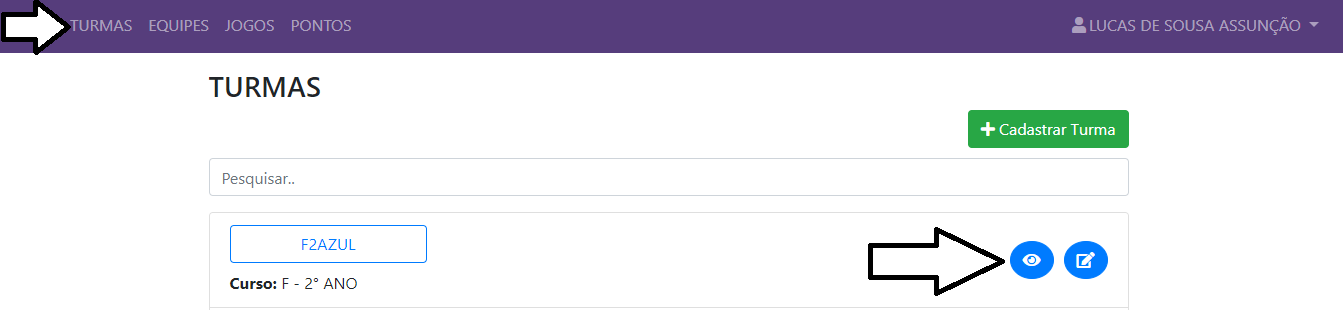 TURMAS EQUIPES JOGOS PONTOS LUCAS DE SOUSA ASSUNÇÃO
TURMAS
Cadastrar Turma
Pesquisar..
F2AZUL
Curso: F - 2° ANO